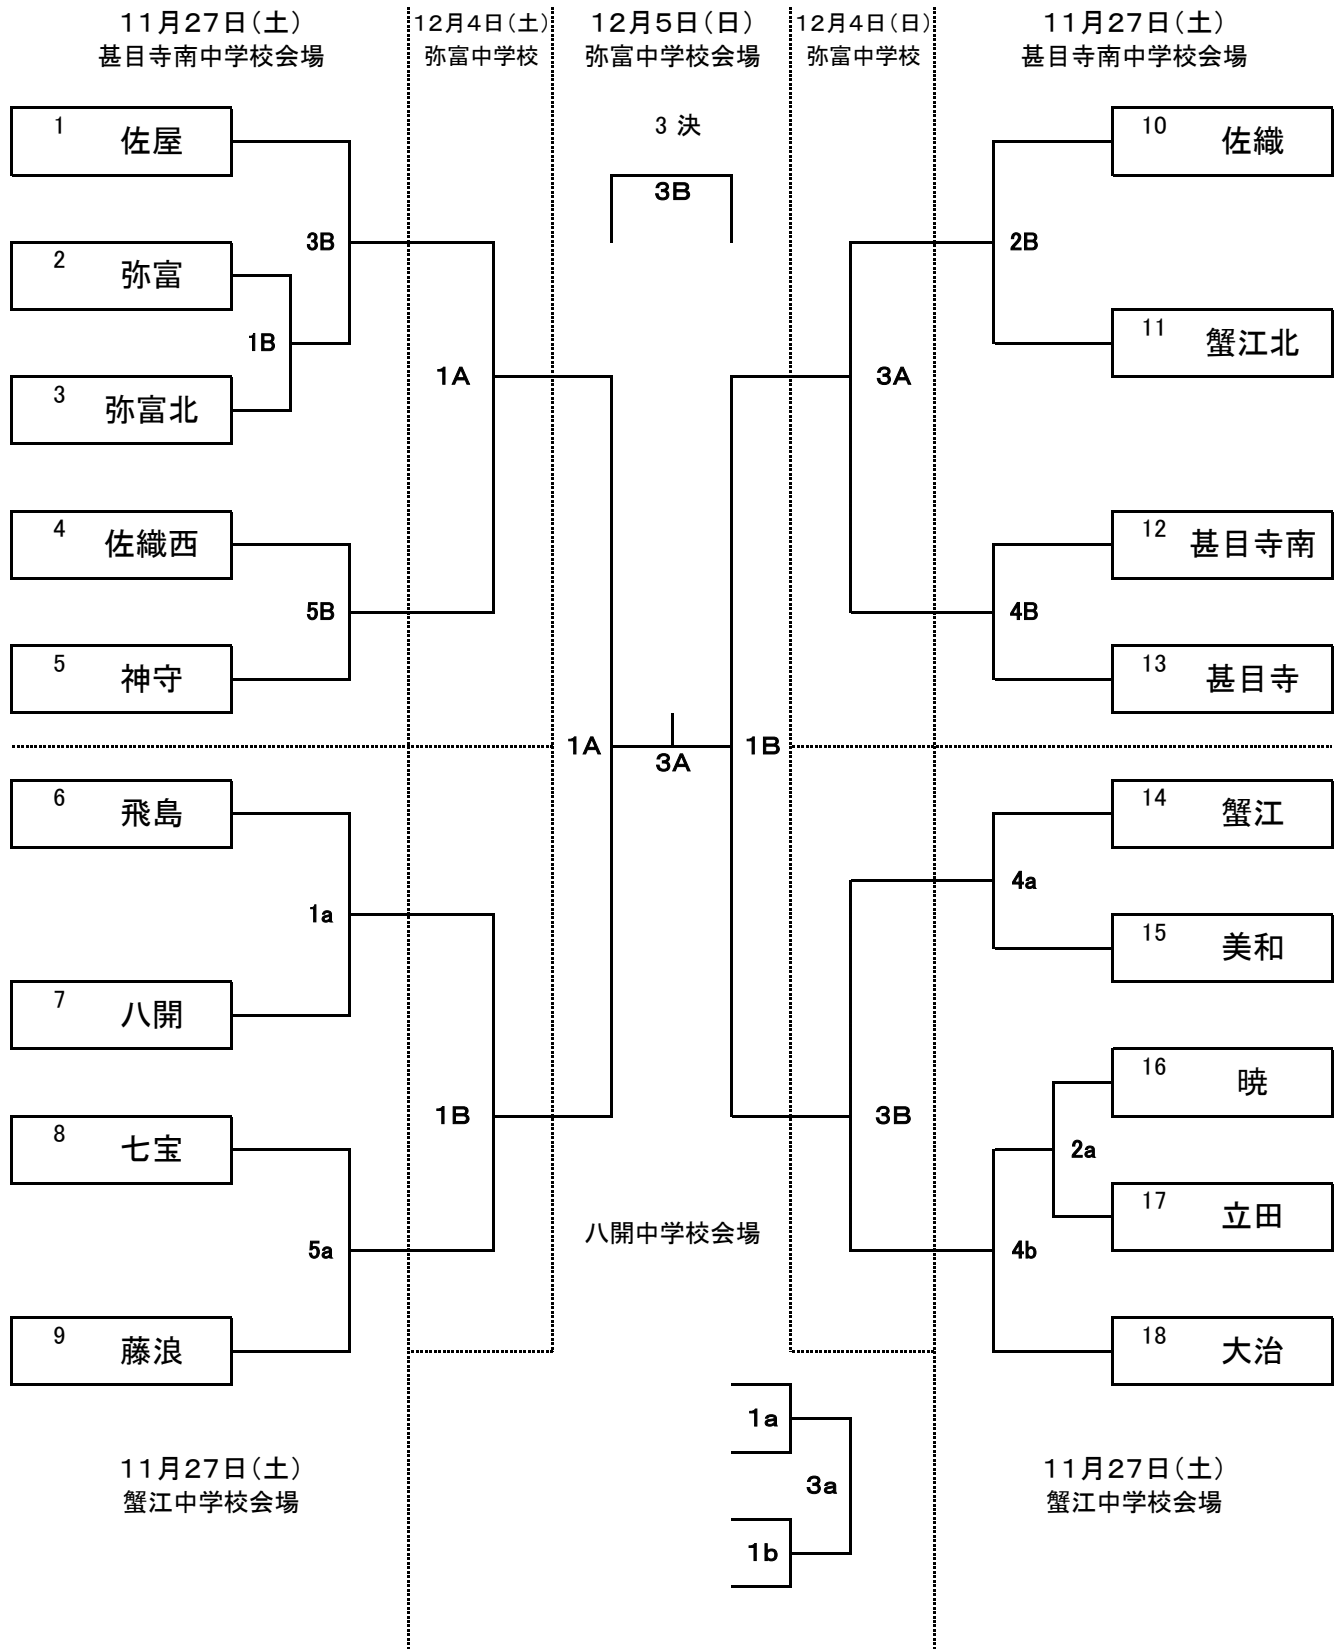 11月27日(土)
甚目寺南中学校会場
12月4日(土)
弥富中学校
12月5日(日)
弥富中学校会場
12月4日(日)
弥富中学校
11月27日(土)
甚目寺南中学校会場
1 佐屋
2 弥富
3 弥富北
4 佐織西
5 神守
3B
1B
5B
1A
3 決
3B
1A
3A
1B
3A
2B
4B
10 佐織
11 蟹江北
12 甚目寺南
13 甚目寺
6 飛島
7 八開
8 七宝
9 藤浪
1a
5a
1B
八開中学校会場
3B
4a
2a
4b
14 蟹江
15 美和
16 暁
17 立田
18 大治
1a
3a
1b
11月27日(土)
蟹江中学校会場
11月27日(土)
蟹江中学校会場